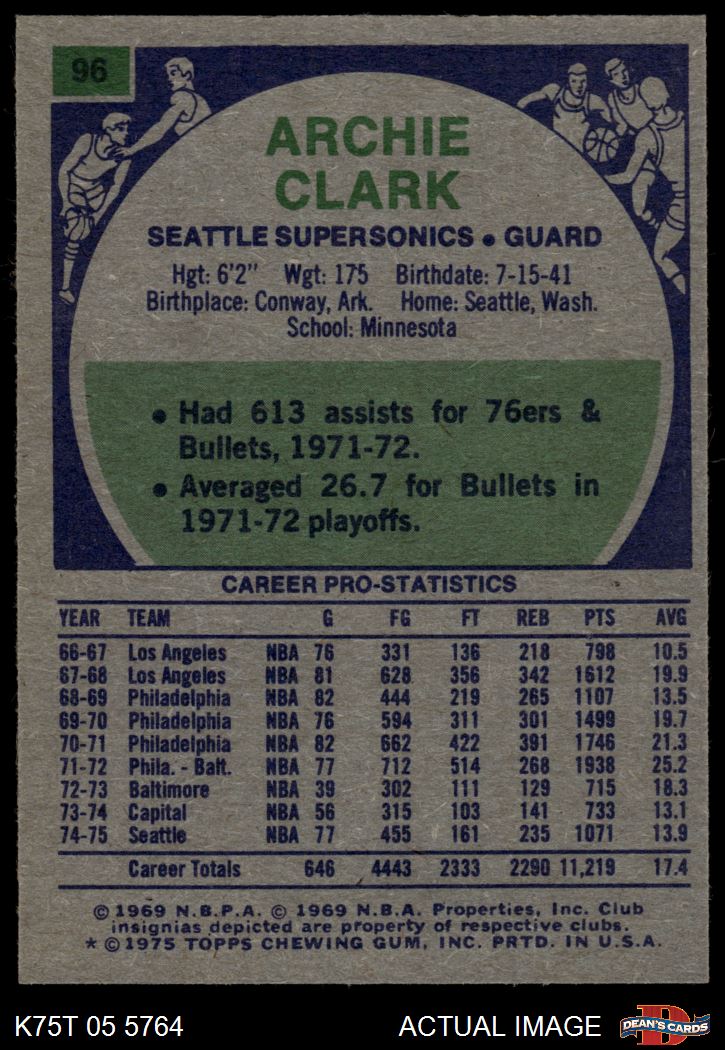 96
ARCHIE
CLARK
SEATTLE SUPERSONICS • GUARD
Hgt: 6'2" Wgt: 175 Birthdate: 7-15-41
Birthplace: Conway, Ark. Home: Seattle, Wash.
School: Minnesota
• Had 613 assists for 76ers &
Bullets, 1971-72.
• Averaged 26.7 for Bullets in
1971-72 playoffs.
CAREER PRO-STATISTICS
YEAR TEAM G FG FT REB PTS AVG
66-67 Los Angeles NBA 76 331 136 218 798 10.5
67-68 Los Angeles NBA 81 628 356 342 1612 19.9
68-69 Philadelphia NBA 82 444 219 265 1107 13.5
69-70 Philadelphia NBA 76 594 311 301 1499 19.7
70-71 Philadelphia NBA 82 662 422 391 1746 21.3
71-72 Phila. - Balt. NBA 77 712 514 268 1938 25.2
72-73 Baltimore NBA 39 302 111 129 715 18.3
73-74 Capital NBA 56 315 103 141 733 13.1
74-75 Seattle NBA 77 455 161 235 1071 13.9
Career Totals 646 4443 2333 2290 11,219 17.4
© 1969 N.B.P.A. © 1969 N.B.A. Properties, Inc. Club
insignias depicted are property of respective clubs.
* © 1975 TOPPS CHEWING GUM, INC. PRTD. IN U.S.A.
K75T 05 5764 ACTUAL IMAGE D DEAN'S CARDS